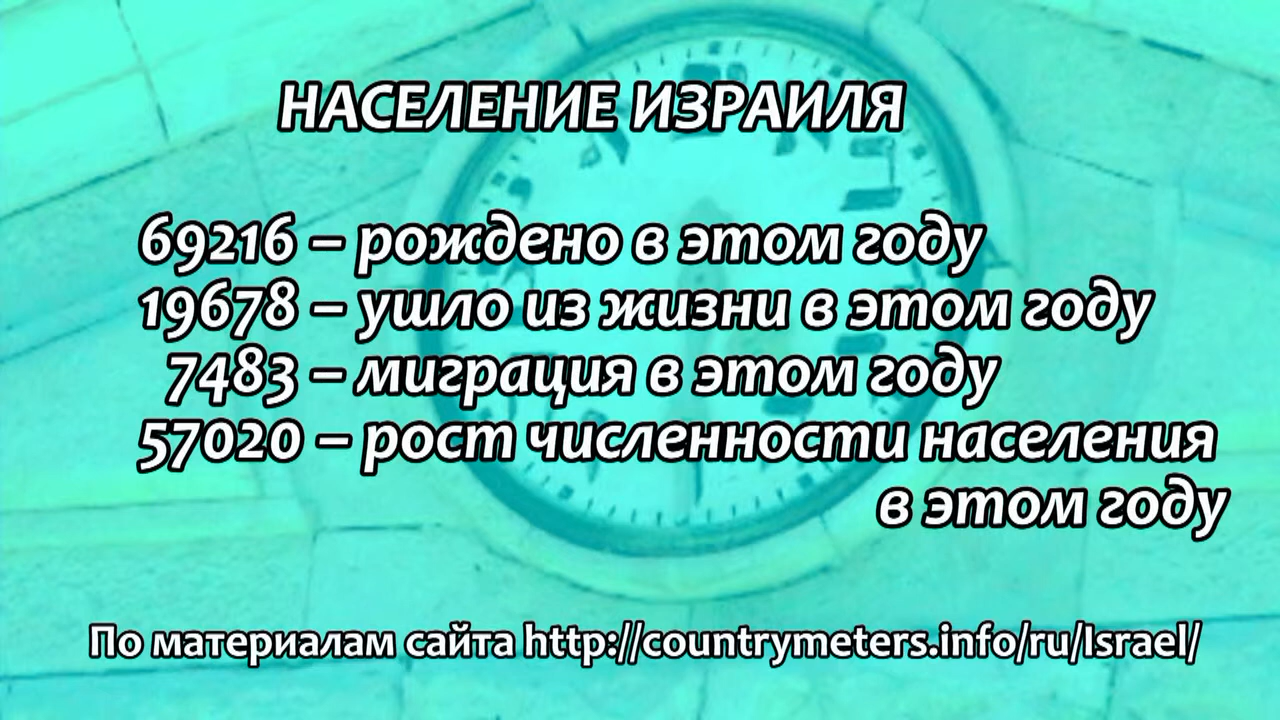 НАСЕЛЕНИЕ ИЗРАИЛЯ
69216 – рождено в этом году
19678 – ушло из жизни в этом году
7483 – миграция в этом году
57020 – рост численности населения
в этом году
По материалам сайта http://countrymeters.info/ru/Israel/